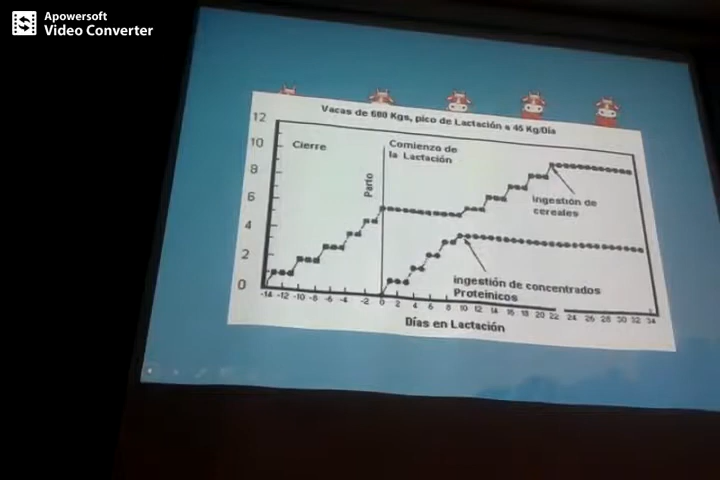 Apowersoft
Video Converter
Vacas de 680 Kgs, pico de Lactación a 45 Kg/Día
12
10
8
6
4
2
0
Cierre
Comienzo de
la Lactación
Parto
ingestión de
cereales
ingestión de concentrados
Proteínicos
-14 -12 -10 -8 -6 -4 -2 0 2 4 6 8 10 12 14 16 18 20 22 24 26 28 30 32 34
Días en Lactación